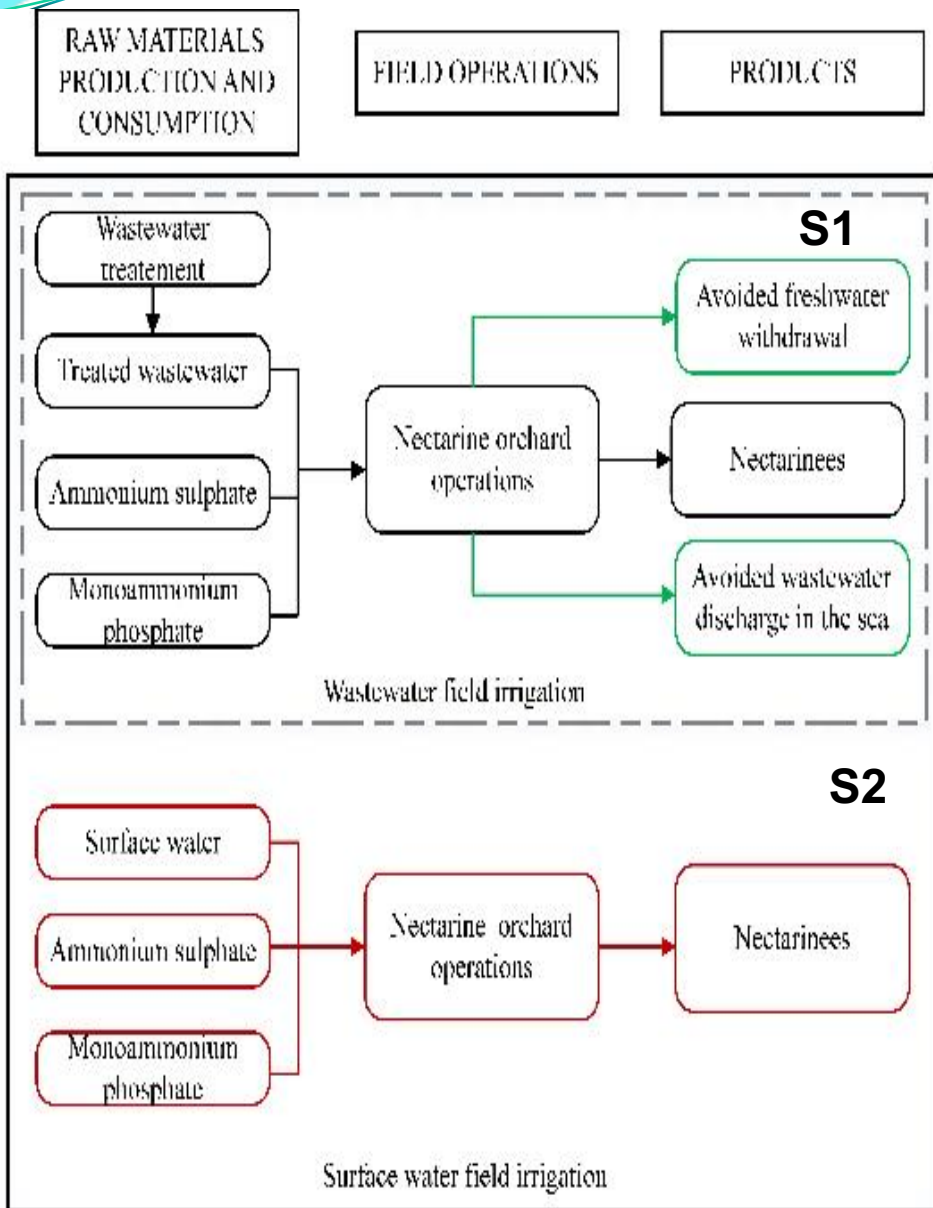 RAW MATERIALS
PRODUCTION AND
CONSUMPTION
FIELD OPERATIONS
PRODUCTS
S1
Wastewater
treatement
Treated wastewater
Ammonium sulphate
Monoammonium
phosphate
Nectarine orchard
operations
Avoided freshwater
withdrawal
Nectarinees
Avoided wastewater
discharge in the sea
Wastewater field irrigation
S2
Surface water
Ammonium sulphate
Monoammonium
phosphate
Nectarine orchard
operations
Nectarinees
Surface water field irrigation